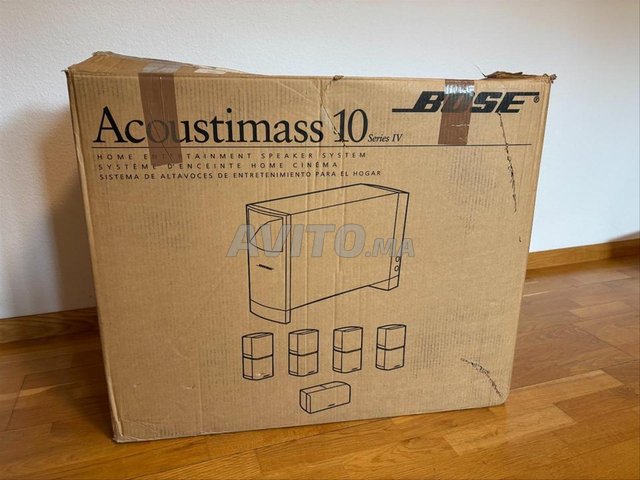 BOSE®
Acoustimass 10 Series IV
HOME ENTERTAINMENT SPEAKER SYSTEM
SYSTÈME D'ENCEINTE HOME CINÉMA
SISTEMA DE ALTAVOCES DE ENTRETENIMIENTO PARA EL HOGAR
AVITO.MA